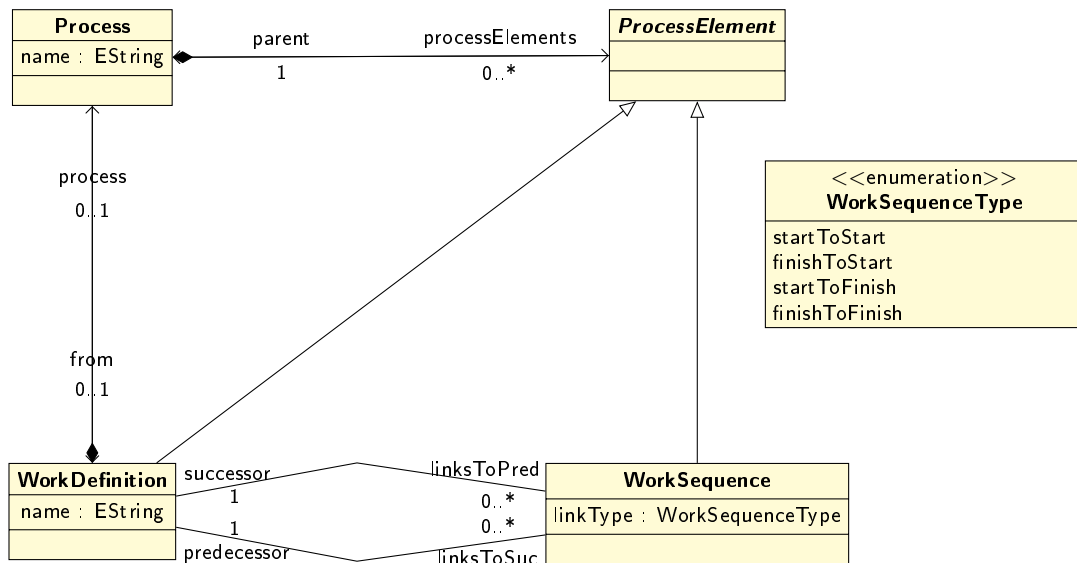 Process
name : EString
parent
1
processElements
0..*
ProcessElement
process
0..1
<<enumeration>>
WorkSequenceType
startToStart
finishToStart
startToFinish
finishToFinish
from
0..1
WorkDefinition
name : EString
successor
1
1
predecessor
linksToPred
0..*
0..*
linksToSuc
WorkSequence
linkType : WorkSequenceType